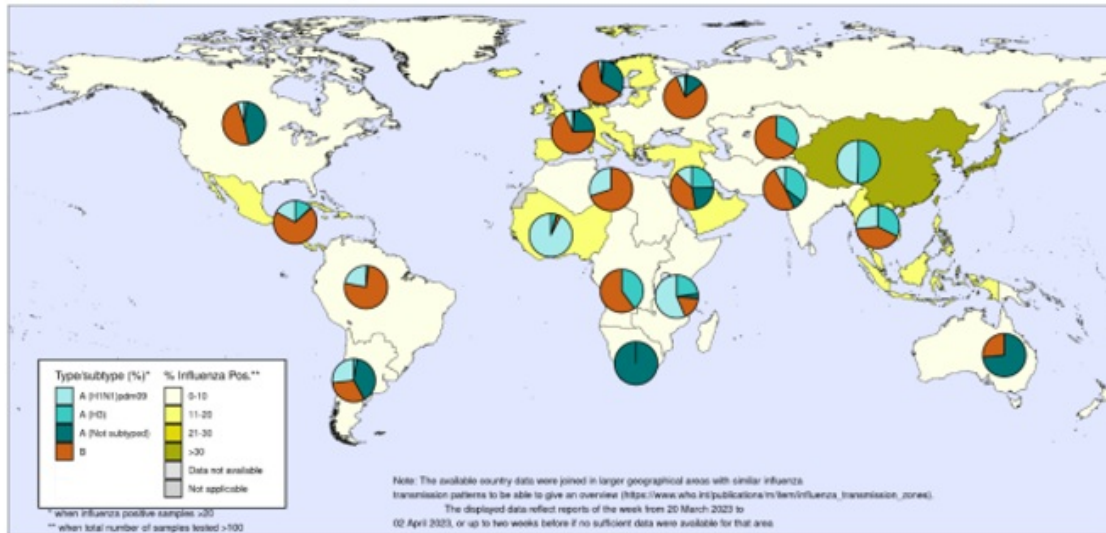 Type/subtype (%)* % Influenza Pos.**
A (H1N1)pdm09 0-10
A (H3) 11-20
A (Not subtyped) 21-30
B >30
Data not available
Not applicable
* when influenza positive samples >20
** when total number of samples tested >100
Note: The available country data were joined in larger geographical areas with similar influenza
transmission patterns to be able to give an overview (https://www.who.int/publications/m/item/influenza_transmission_zones).
The displayed data reflect reports of the week from 20 March 2023 to
02 April 2023, or up to two weeks before if no sufficient data were available for that area